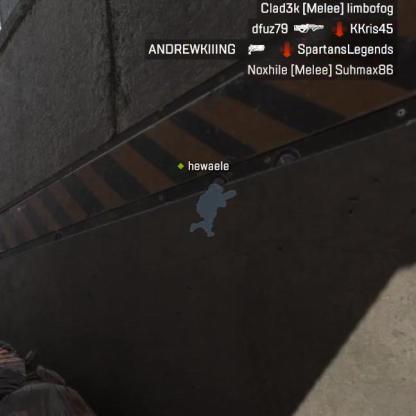 Clad3k [Melee] limbofog
dfuz79 KKris45
ANDREWKIIING SpartansLegends
Noxhile [Melee] Suhmax86
hewaele